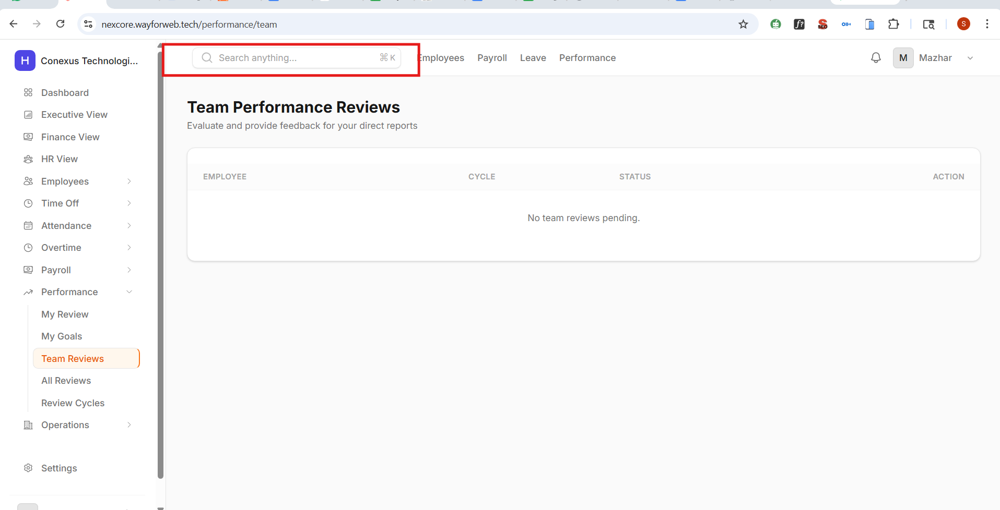 nexcore.wayforweb.tech/performance/team
f?
SEO
S
H
Conexus Technologi...
Search anything...
⌘ K
Employees
Payroll
Leave
Performance
M
Mazhar
Dashboard
Executive View
Finance View
HR View
Employees
Time Off
Attendance
Overtime
Payroll
Performance
My Review
My Goals
Team Reviews
All Reviews
Review Cycles
Operations
Settings
Team Performance Reviews
Evaluate and provide feedback for your direct reports
EMPLOYEE
CYCLE
STATUS
ACTION
No team reviews pending.